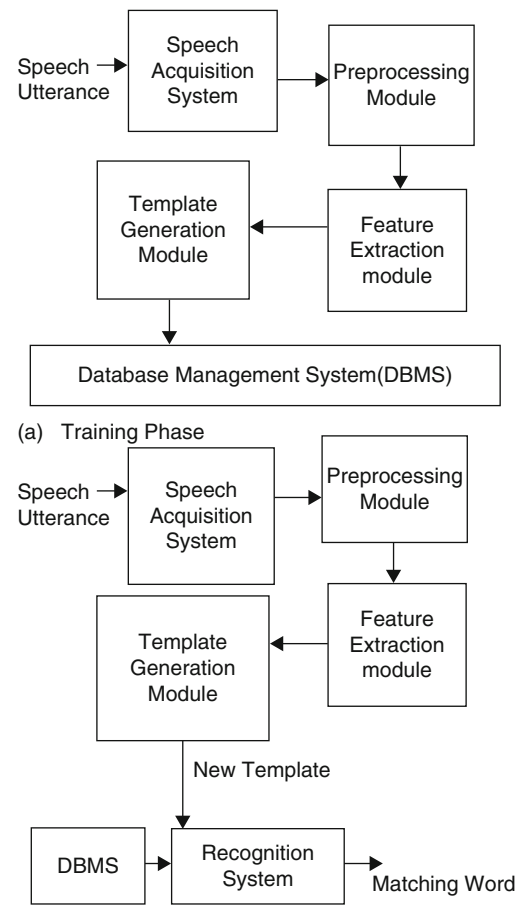 Speech
Utterance
Speech
Acquisition
System
Preprocessing
Module
Template
Generation
Module
Feature
Extraction
module
Database Management System(DBMS)
(a) Training Phase
Speech
Utterance
Speech
Acquisition
System
Preprocessing
Module
Template
Generation
Module
Feature
Extraction
module
New Template
DBMS
Recognition
System
Matching Word